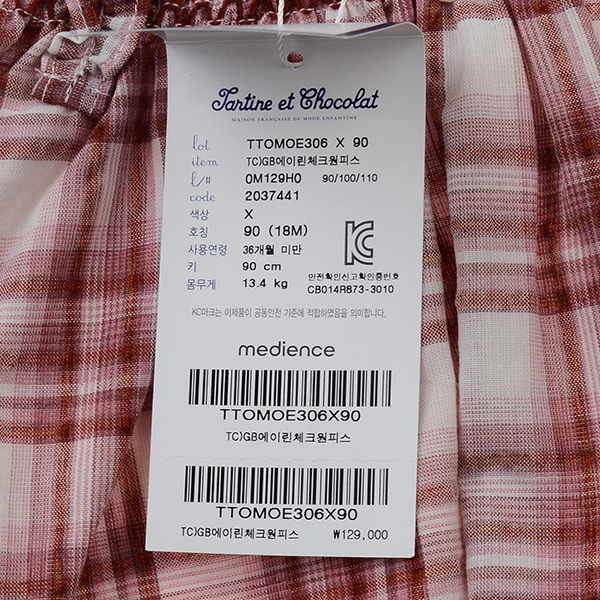 Tartine et Chocolat
MAISON FRANÇAISE DE MODE ENFANTINE
lot TTOMOE306 X 90
item TC)GB에이린체크원피스
l/# 0M129H0 90/100/110
code 2037441
색상 X
호칭 90 (18M)
사용연령 36개월 미만
키 90 cm
몸무게 13.4 kg
안전확인신고확인증번호
CB014R873-3010
KC마크는 이제품이 공동안전 기준에 적합하였음을 의미합니다.
medience
TTOMOE306X90
TC)GB에이린체크원피스
TTOMOE306X90
TC)GB에이린체크원피스 ₩129,000